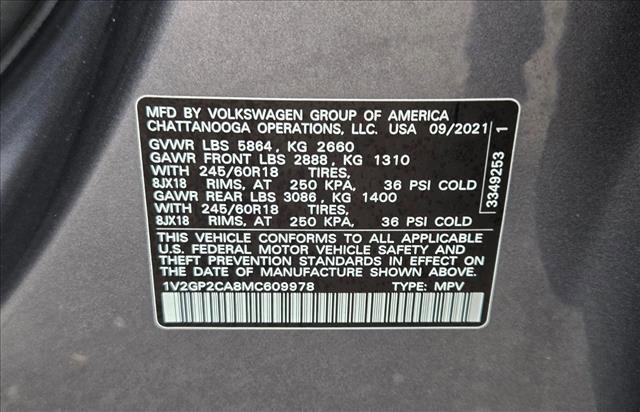 MFD BY VOLKSWAGEN GROUP OF AMERICA
CHATTANOOGA OPERATIONS, LLC. USA 09/2021
GVWR LBS 5864, KG 2660
GAWR FRONT LBS 2888, KG 1310
WITH 245/60R18 TIRES,
8JX18 RIMS, AT 250 KPA, 36 PSI COLD
GAWR REAR LBS 3086, KG 1400
WITH 245/60R18 TIRES,
8JX18 RIMS, AT 250 KPA, 36 PSI COLD
THIS VEHICLE CONFORMS TO ALL APPLICABLE
U.S. FEDERAL MOTOR VEHICLE SAFETY AND
THEFT PREVENTION STANDARDS IN EFFECT ON
THE DATE OF MANUFACTURE SHOWN ABOVE.
1V2GP2CA8MC609978 TYPE: MPV
3349253 1